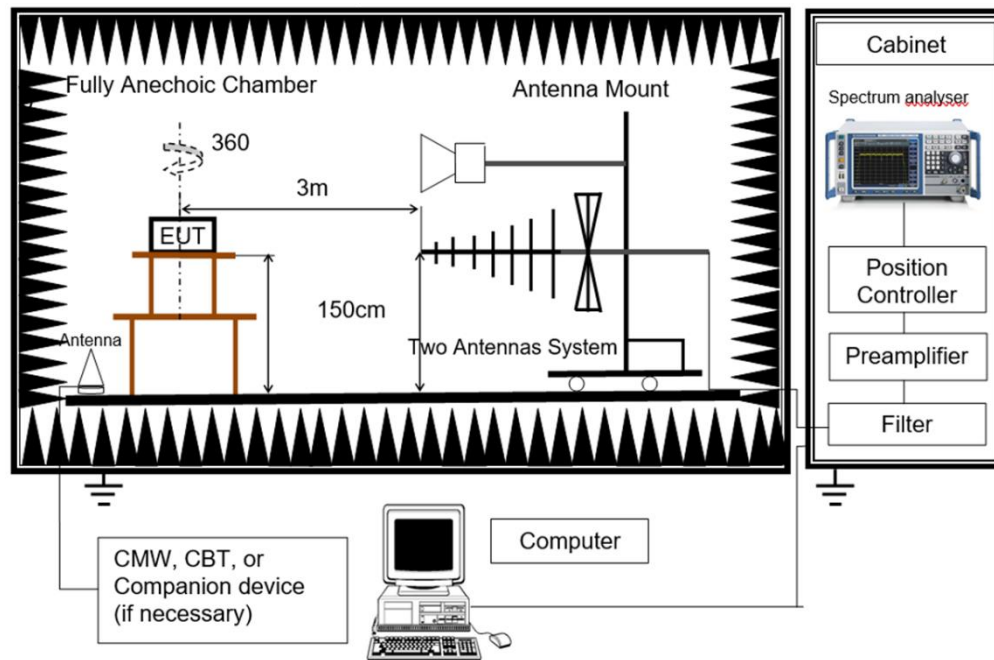 Cabinet
Fully Anechoic Chamber
Antenna Mount
Spectrum analyser
360
3m
EUT
Position
Controller
150cm
Antenna
Two Antennas System
Preamplifier
Filter
Computer
CMW, CBT, or
Companion device
(if necessary)